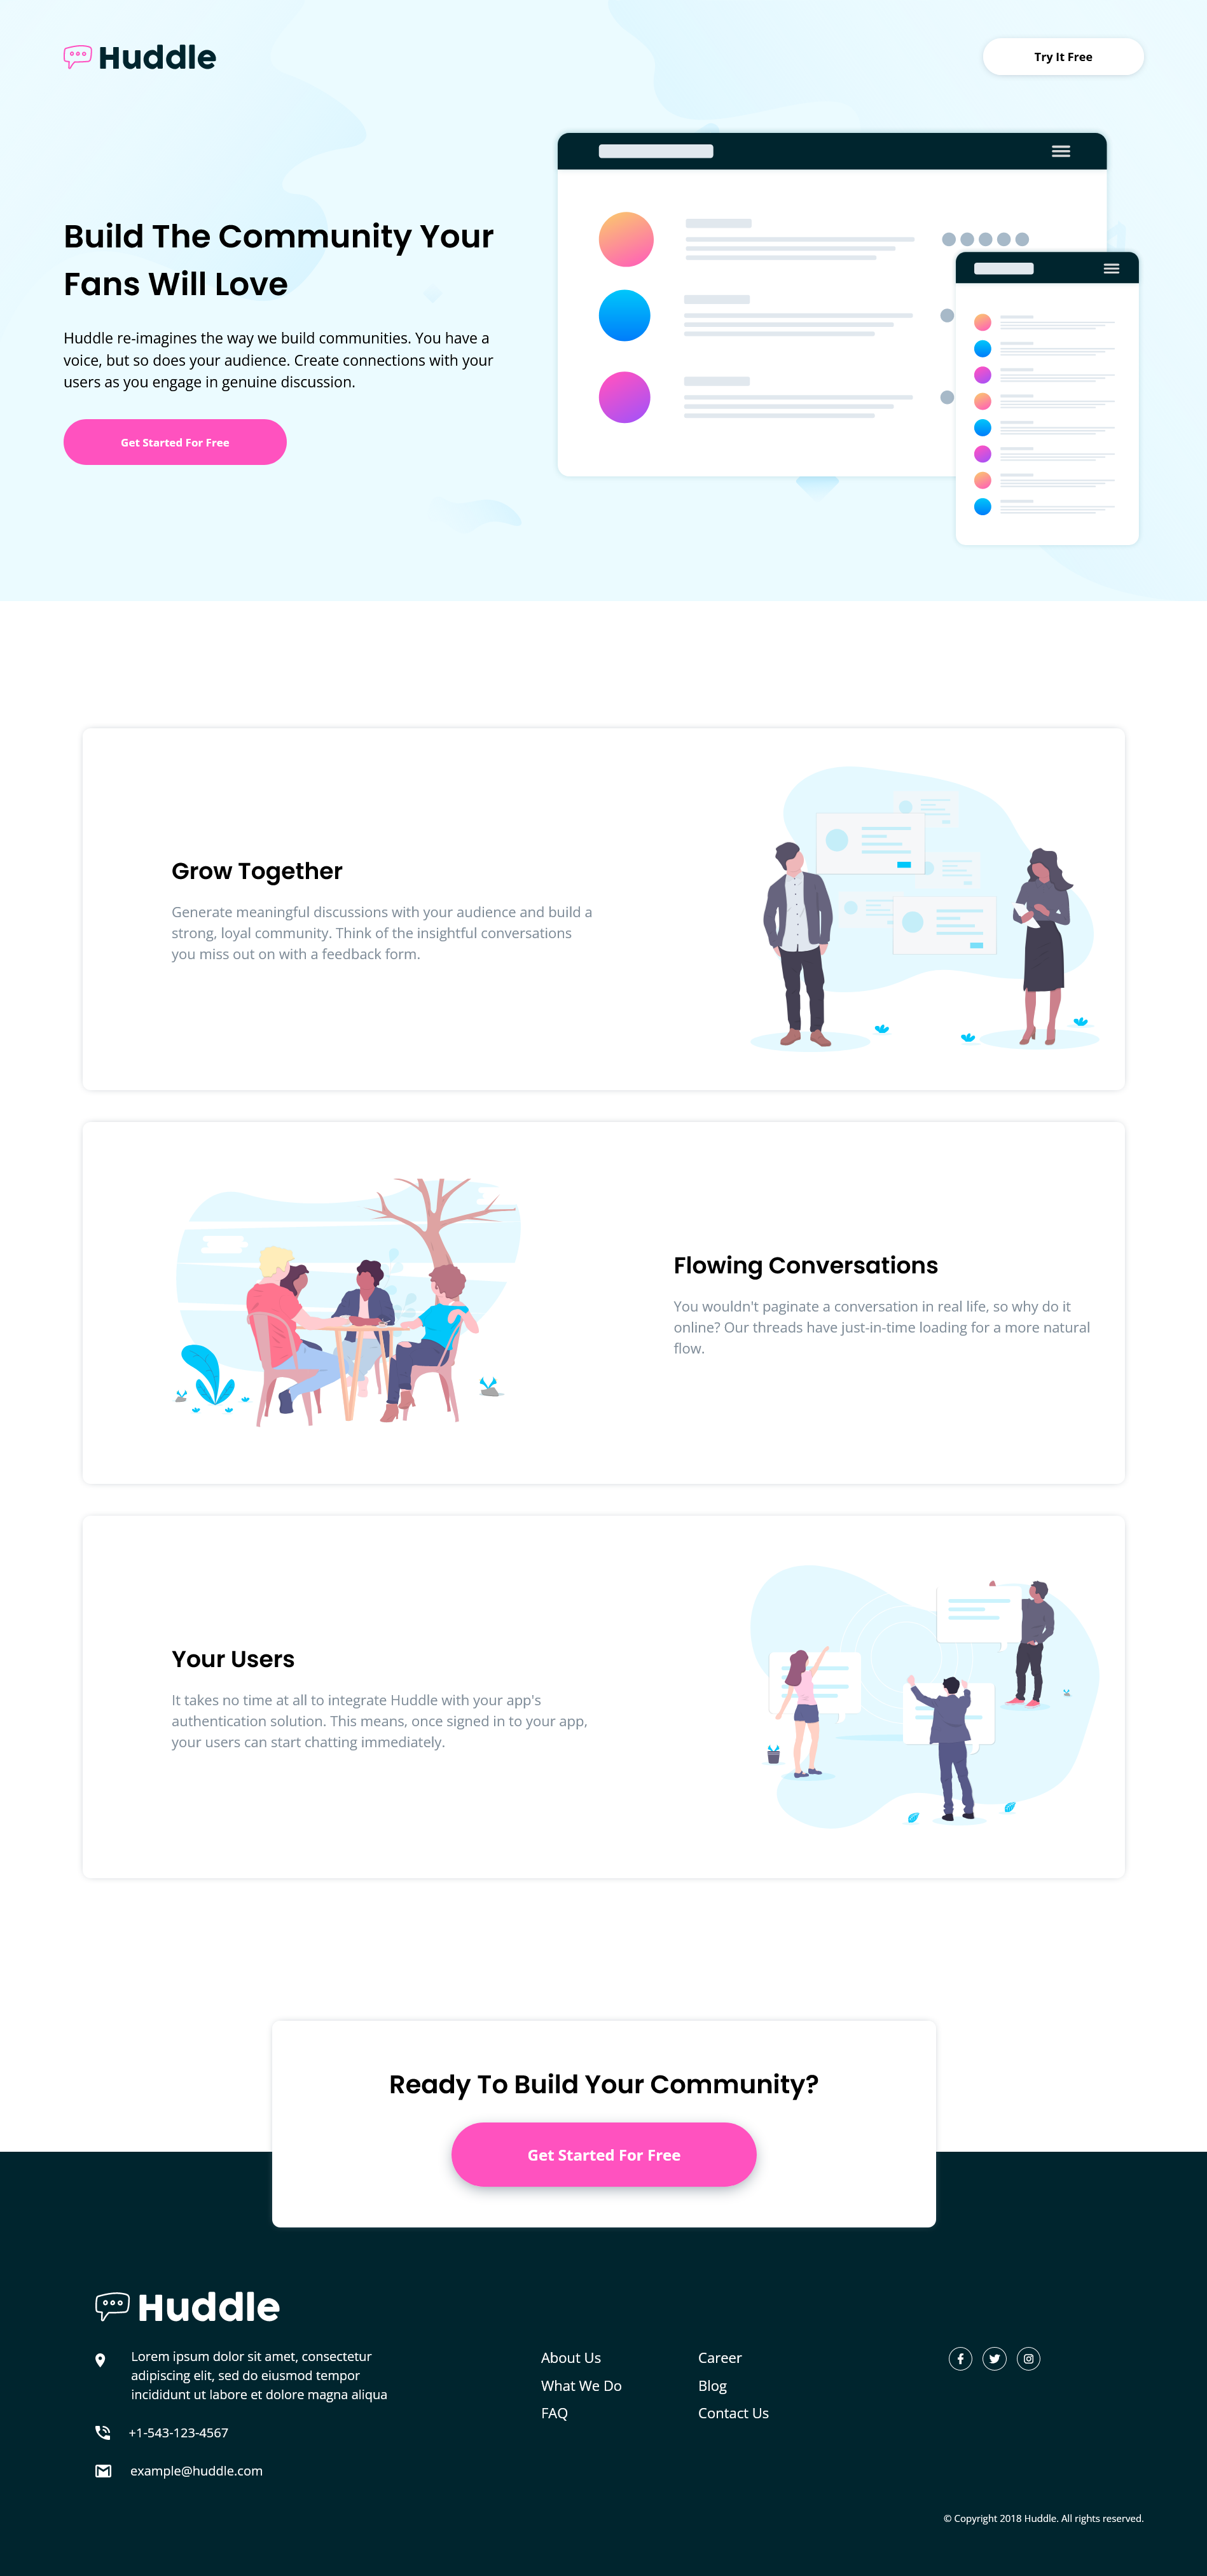 Huddle
Try It Free
Build The Community Your
Fans Will Love
Huddle re-imagines the way we build communities. You have a
voice, but so does your audience. Create connections with your
users as you engage in genuine discussion.
Get Started For Free
Grow Together
Generate meaningful discussions with your audience and build a
strong, loyal community. Think of the insightful conversations
you miss out on with a feedback form.
Flowing Conversations
You wouldn't paginate a conversation in real life, so why do it
online? Our threads have just-in-time loading for a more natural
flow.
Your Users
It takes no time at all to integrate Huddle with your app's
authentication solution. This means, once signed in to your app,
your users can start chatting immediately.
Ready To Build Your Community?
Get Started For Free
Huddle
Lorem ipsum dolor sit amet, consectetur
adipiscing elit, sed do eiusmod tempor
incididunt ut labore et dolore magna aliqua
+1-543-123-4567
example@huddle.com
About Us
What We Do
FAQ
Career
Blog
Contact Us
© Copyright 2018 Huddle. All rights reserved.